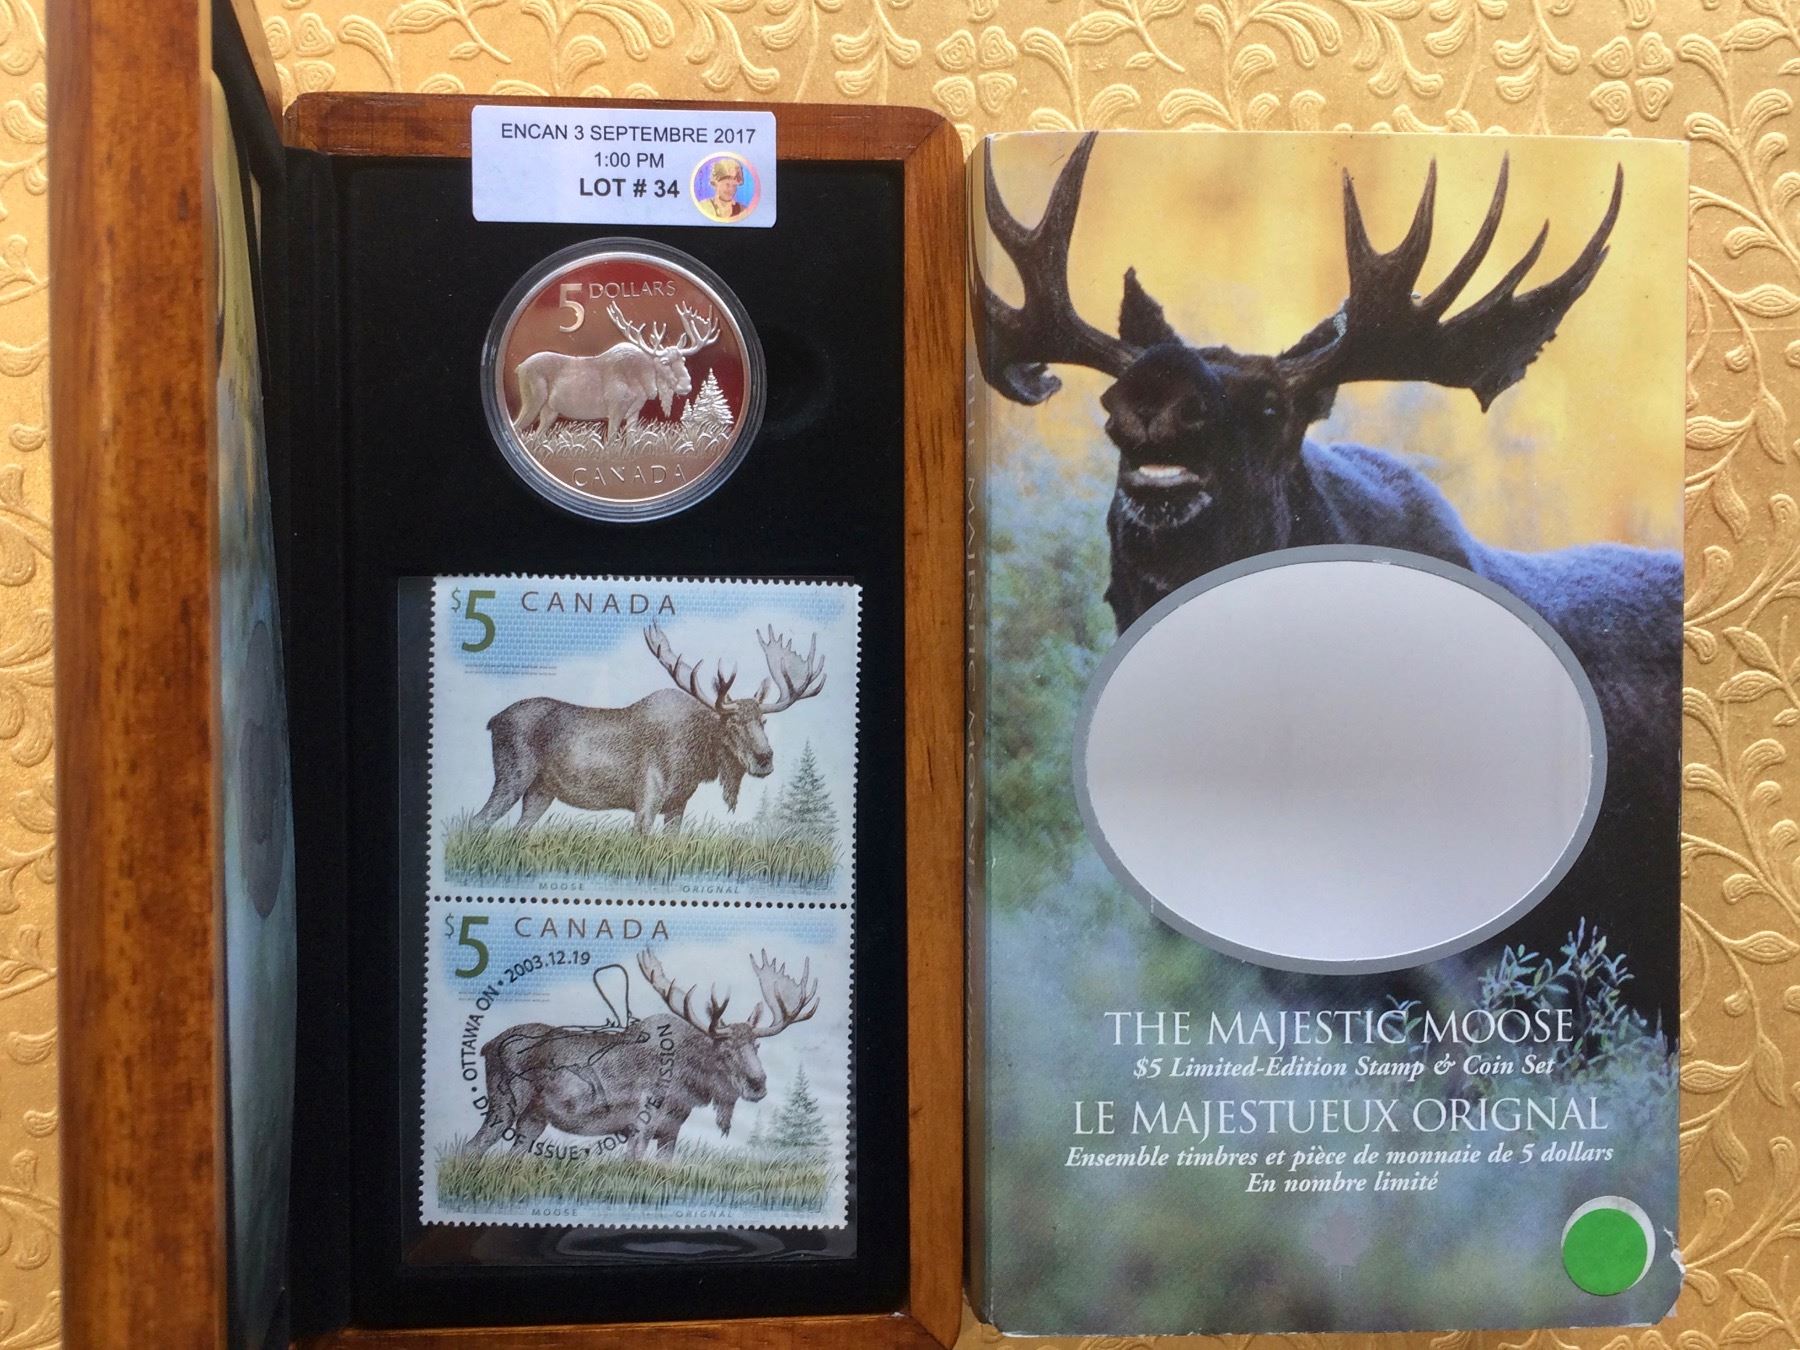 ENCAN 3 SEPTEMBRE 2017
1:00 PM
LOT # 34
5 DOLLARS
CANADA
$5 CANADA
MOOSE ORIGNAL
$5 CANADA
OTTAWA ON • 2003.12.19
DAY OF ISSUE • JOUR D'ÉMISSION
MOOSE ORIGNAL
THE MAJESTIC MOOSE
$5 Limited-Edition Stamp & Coin Set
LE MAJESTUEUX ORIGNAL
Ensemble timbres et pièce de monnaie de 5 dollars
En nombre limité